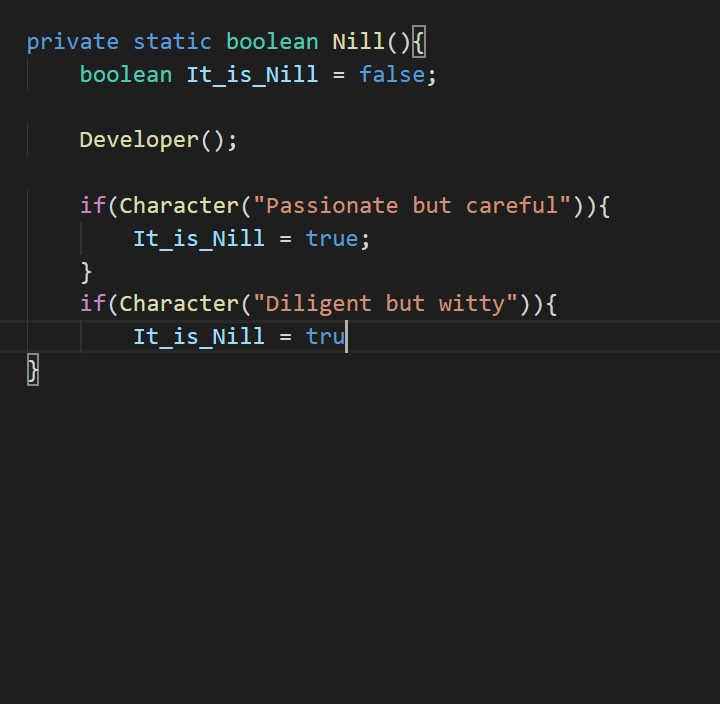 private static boolean Nill(){
    boolean It_is_Nill = false;

    Developer();

    if(Character("Passionate but careful")){
        It_is_Nill = true;
    }
    if(Character("Diligent but witty")){
        It_is_Nill = tru
}